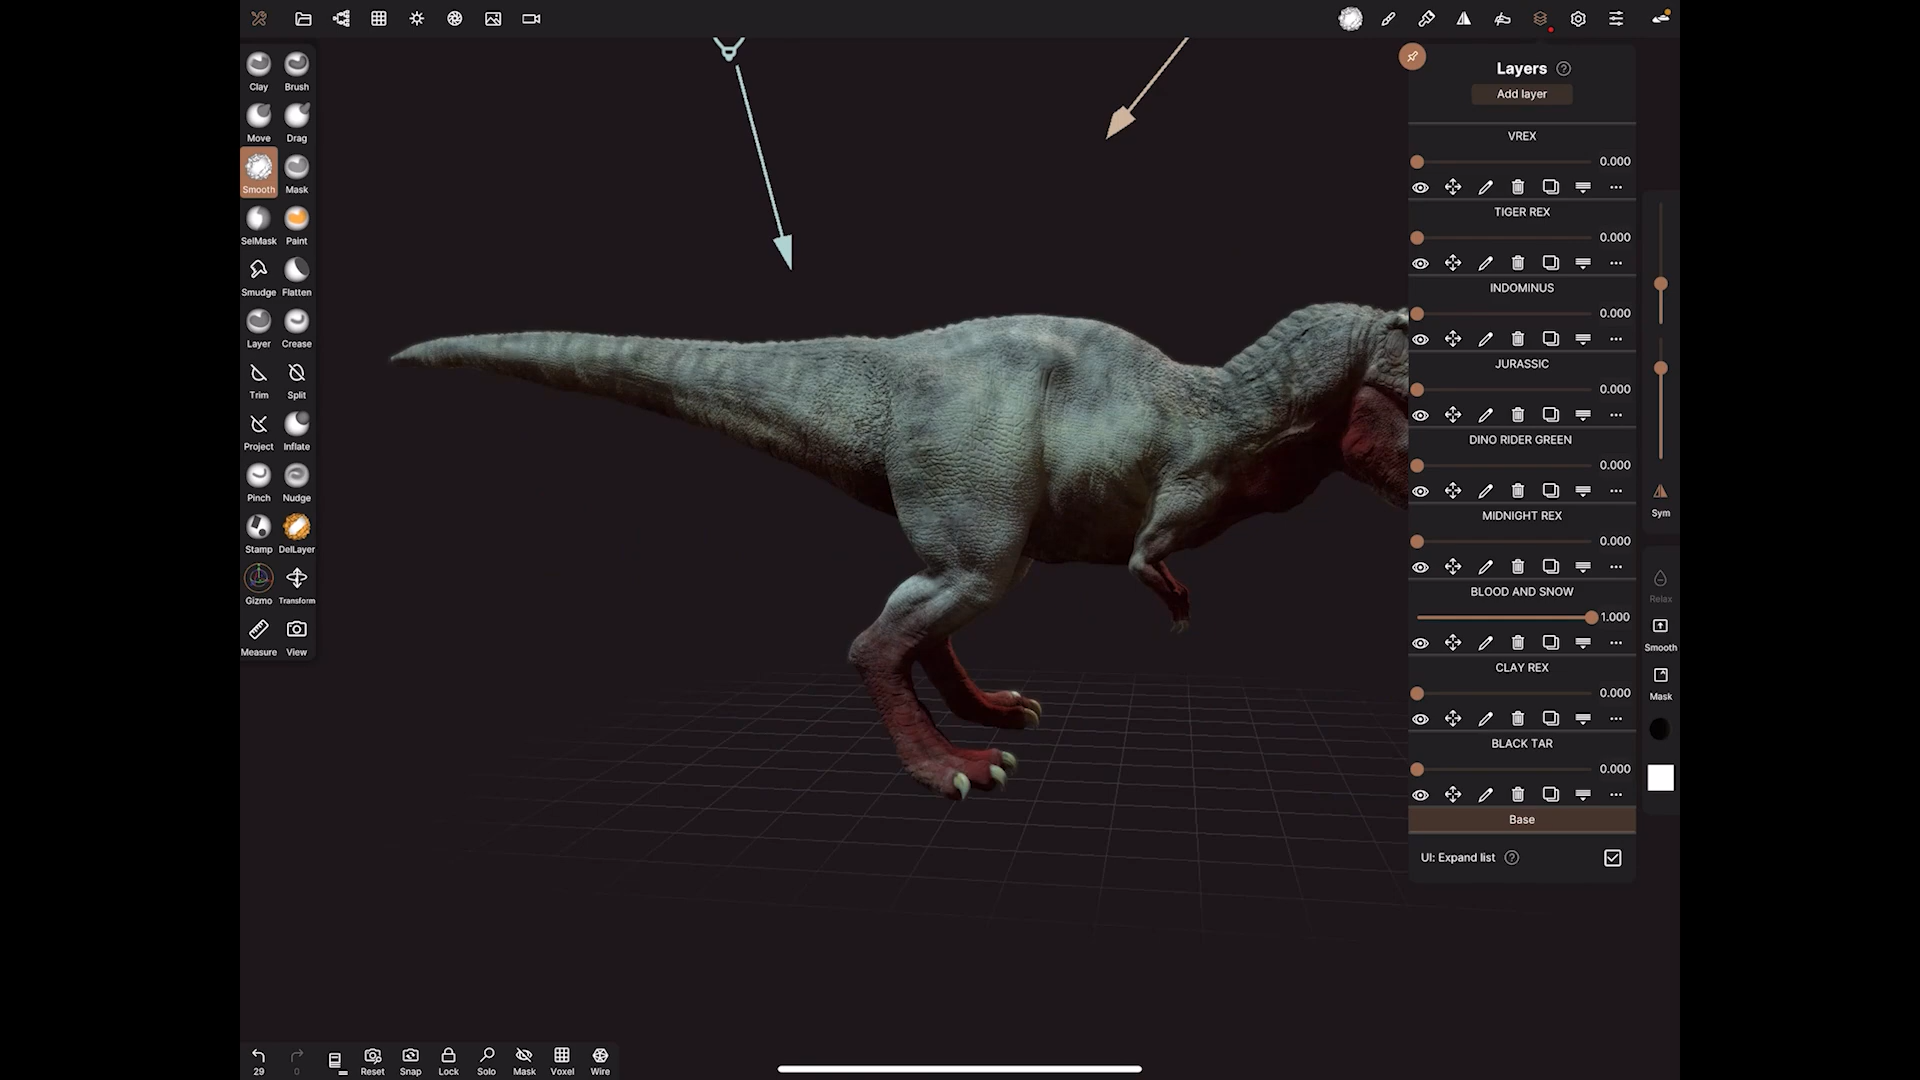 Clay Brush
Move Drag
Smooth Mask
SelMask Paint
Smudge Flatten
Layer Crease
Trim Split
Project Inflate
Pinch Nudge
Stamp DelLayer
Gizmo Transform
Measure View
Layers ?
Add layer
VREX
0.000
TIGER REX
0.000
INDOMINUS
0.000
JURASSIC
0.000
DINO RIDER GREEN
0.000
MIDNIGHT REX
0.000
BLOOD AND SNOW
1.000
CLAY REX
0.000
BLACK TAR
0.000
Base
UI: Expand list ?
Sym
Relax
Smooth
Mask
29 0 Reset Snap Lock Solo Mask Voxel Wire